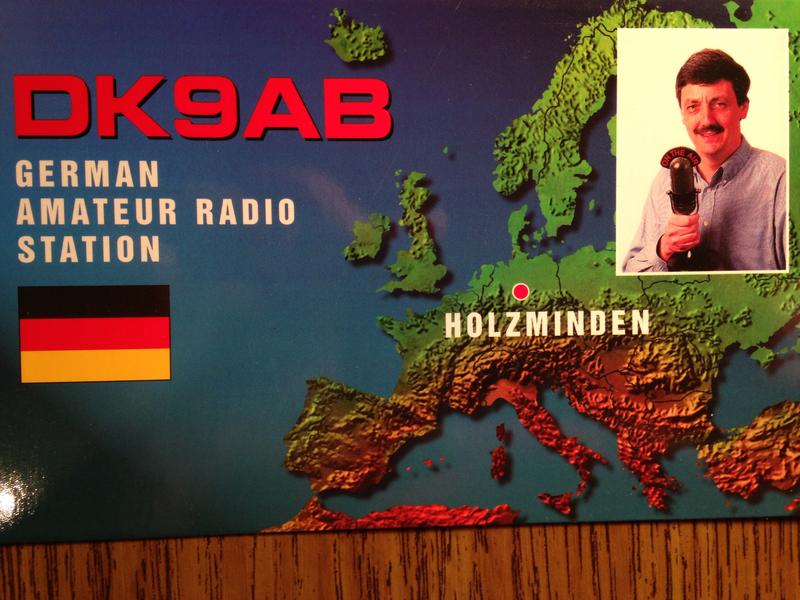 DK9AB
GERMAN
AMATEUR RADIO
STATION
HOLZMINDEN
ON THE AIR